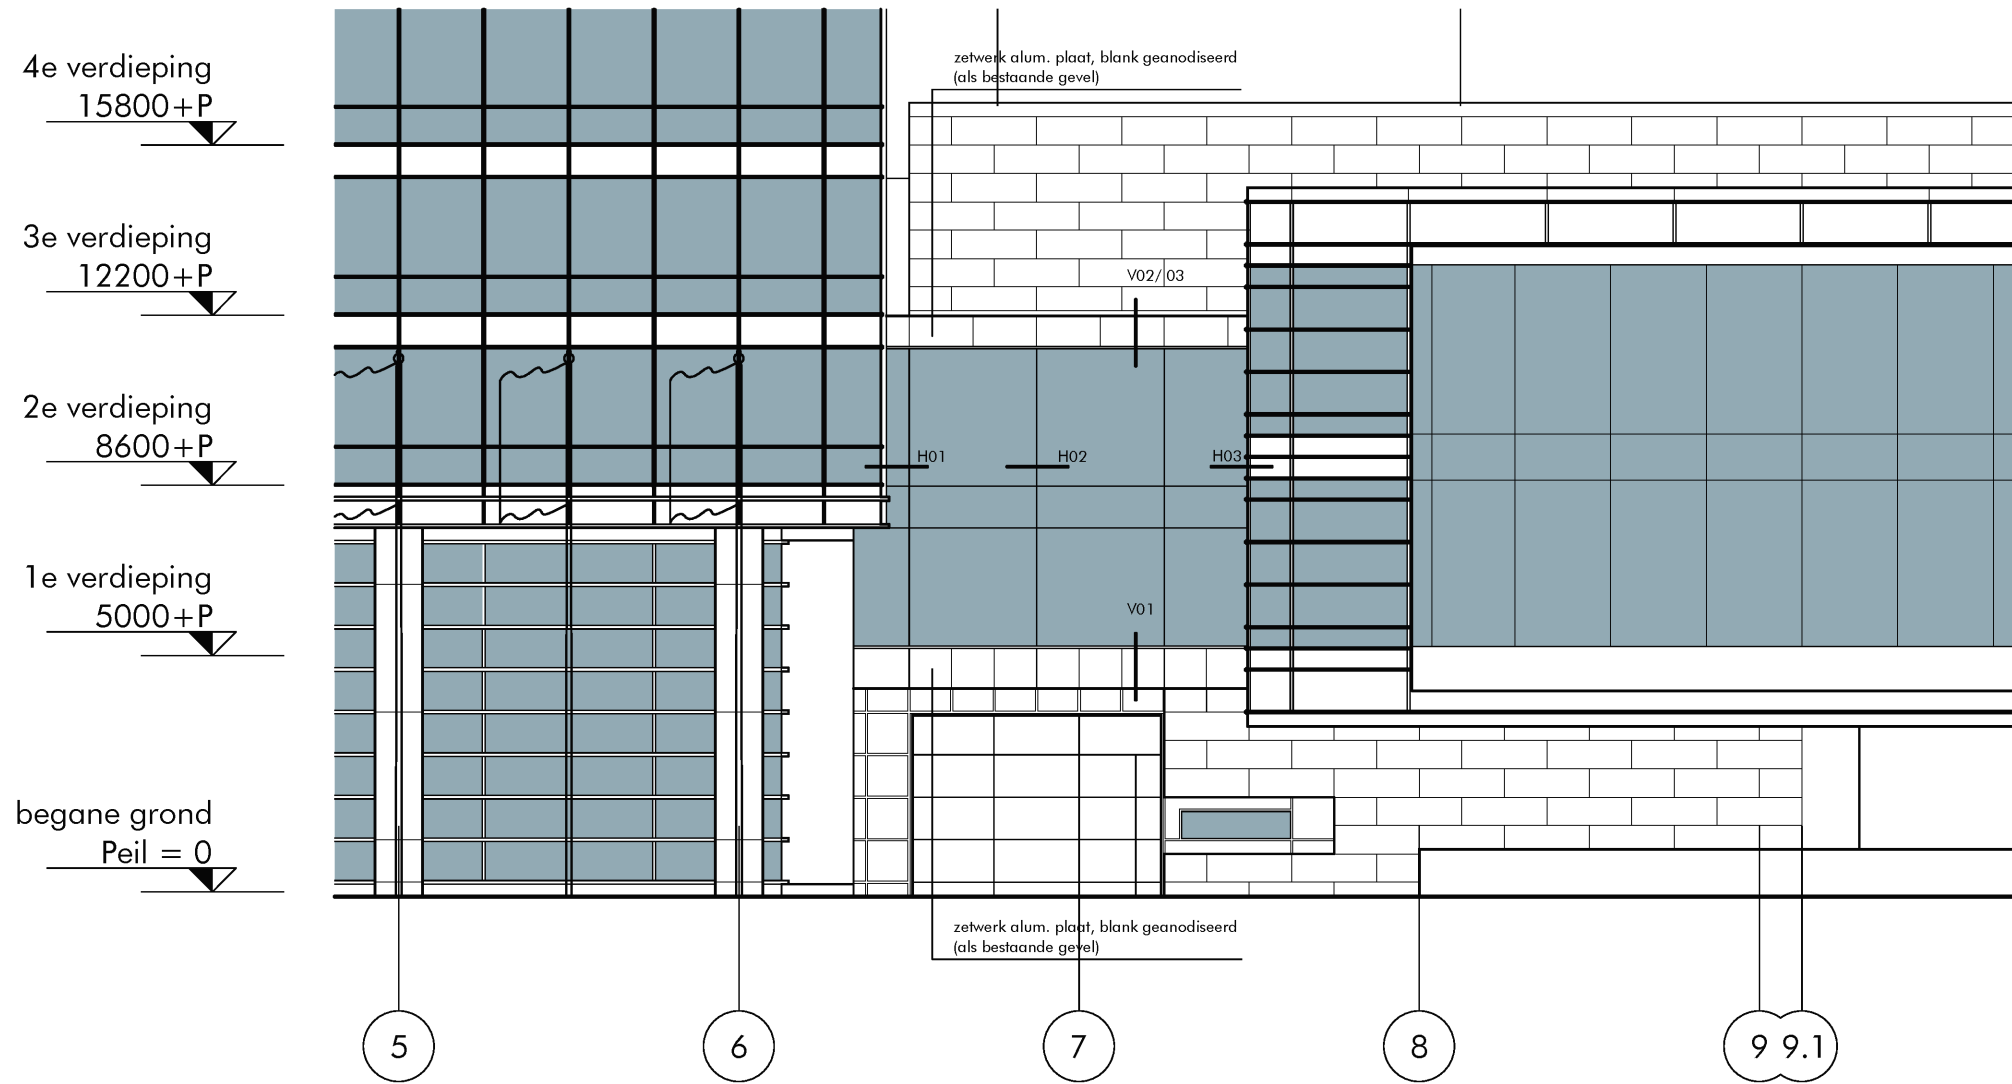 4e verdieping
15800+P
3e verdieping
12200+P
2e verdieping
8600+P
1e verdieping
5000+P
begane grond
Peil = 0
zetwerk alum. plaat, blank geanodiseerd
(als bestaande gevel)
V02/03
H01
H02
H03
V01
zetwerk alum. plaat, blank geanodiseerd
(als bestaande gevel)
5
6
7
8
9
9.1